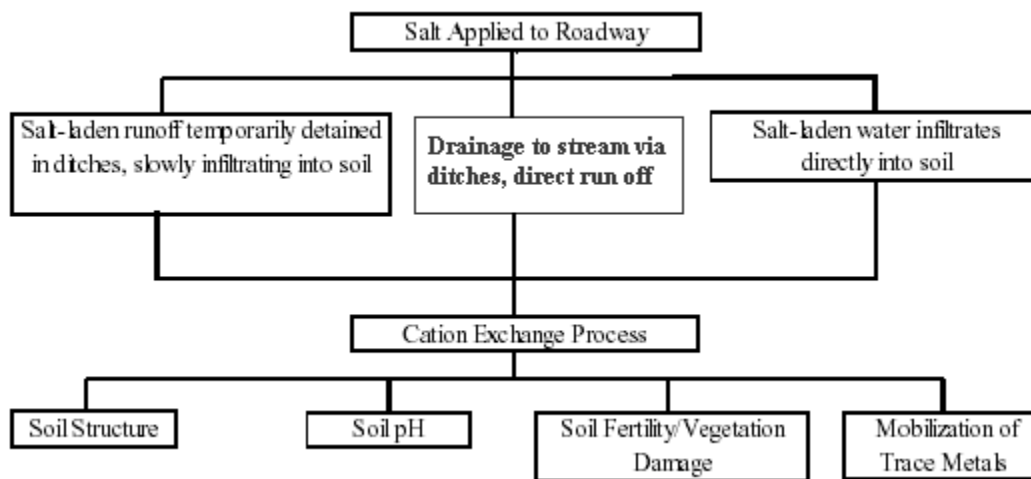 Salt Applied to Roadway
Salt-laden runoff temporarily detained
in ditches, slowly infiltrating into soil
Drainage to stream via
ditches, direct run off
Salt-laden water infiltrates
directly into soil
Cation Exchange Process
Soil Structure
Soil pH
Soil Fertility/Vegetation
Damage
Mobilization of
Trace Metals